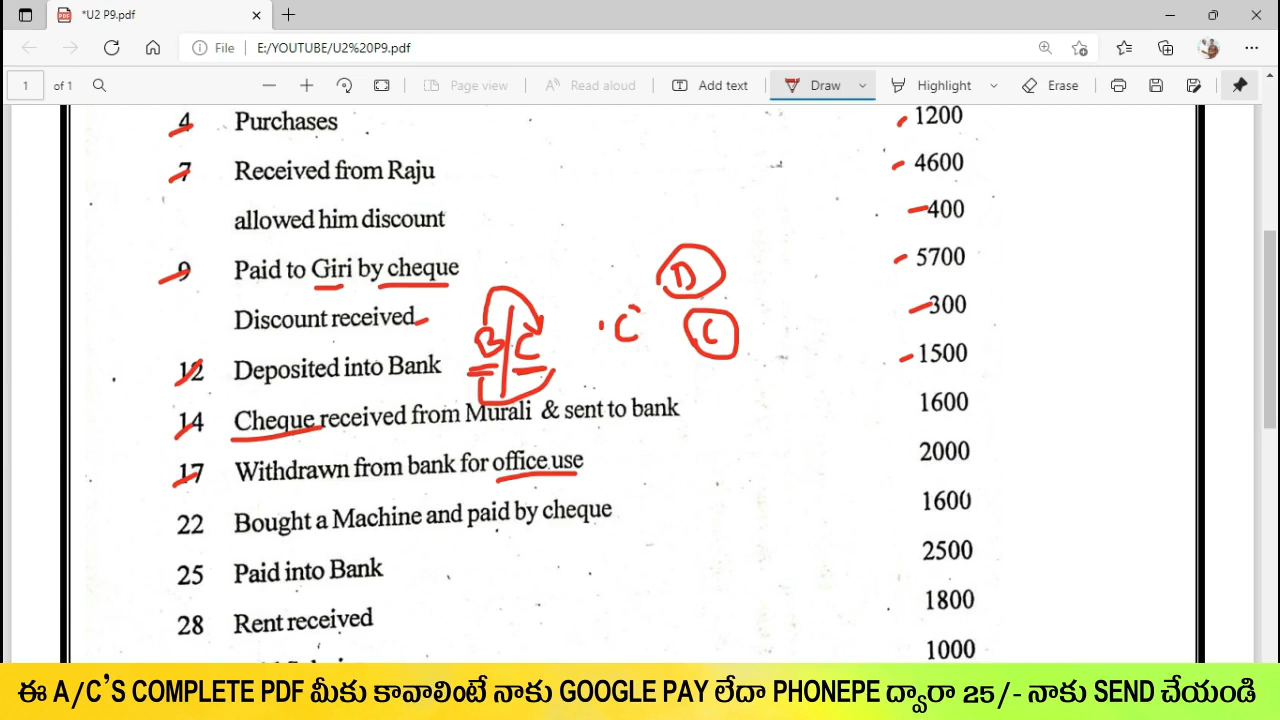 *U2 P9.pdf
File E:/YOUTUBE/U2%20P9.pdf
1 of 1 Page view Read aloud Add text Draw Highlight Erase
4 Purchases 1200
7 Received from Raju 4600
allowed him discount 400
9 Paid to Giri by cheque 5700
D
Discount received 300
B C C C
12 Deposited into Bank 1500
14 Cheque received from Murali & sent to bank 1600
17 Withdrawn from bank for office use 2000
22 Bought a Machine and paid by cheque 1600
25 Paid into Bank 2500
28 Rent received 1800
1000
ఈ A/C'S COMPLETE PDF మీకు కావాలింటే నాకు GOOGLE PAY లేదా PHONEPE ద్వారా 25/- నాకు SEND చేయండి